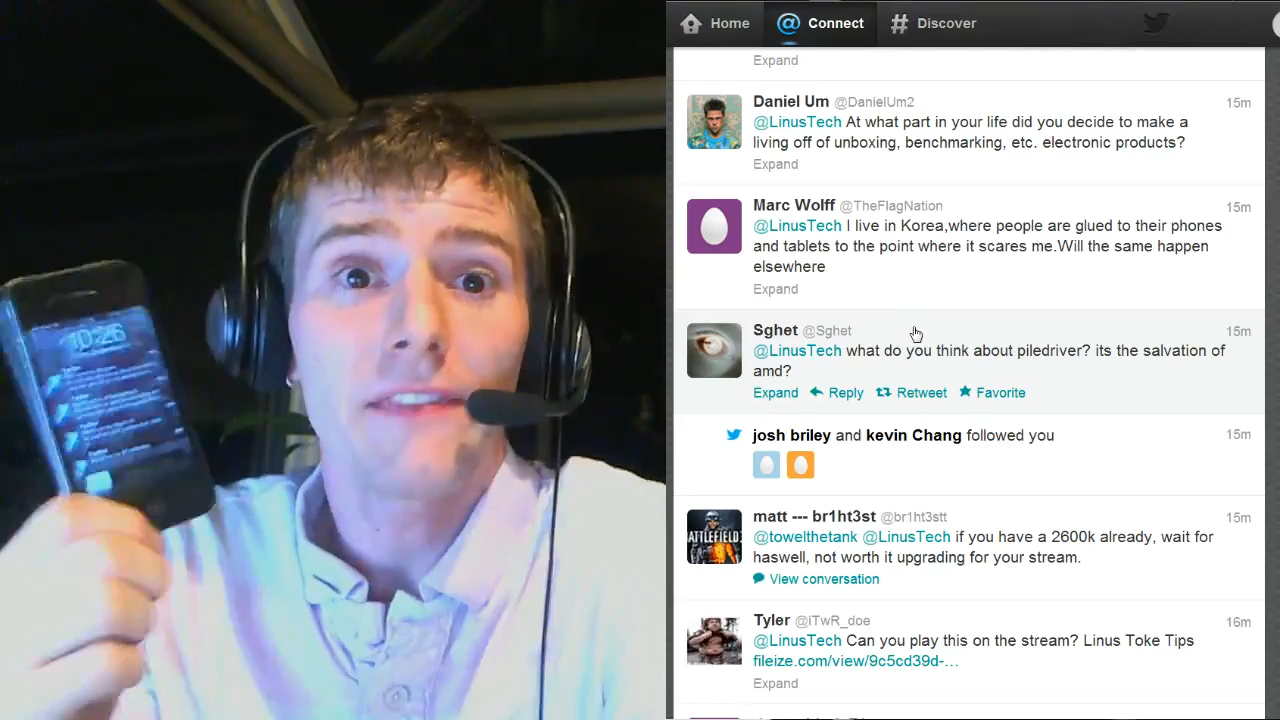 Home
Connect
Discover
Expand
Daniel Um @DanielUm2
15m
@LinusTech At what part in your life did you decide to make a
living off of unboxing, benchmarking, etc. electronic products?
Expand
Marc Wolff @TheFlagNation
15m
@LinusTech I live in Korea,where people are glued to their phones
and tablets to the point where it scares me.Will the same happen
elsewhere
Expand
Sghet @Sghet
15m
@LinusTech what do you think about piledriver? its the salvation of
amd?
Expand Reply Retweet Favorite
josh briley and kevin Chang followed you
15m
matt --- br1ht3st @br1ht3stt
15m
@towelthetank @LinusTech if you have a 2600k already, wait for
haswell, not worth it upgrading for your stream.
View conversation
Tyler @iTwR_doe
16m
@LinusTech Can you play this on the stream? Linus Toke Tips
fileize.com/view/9c5cd39d-...
Expand